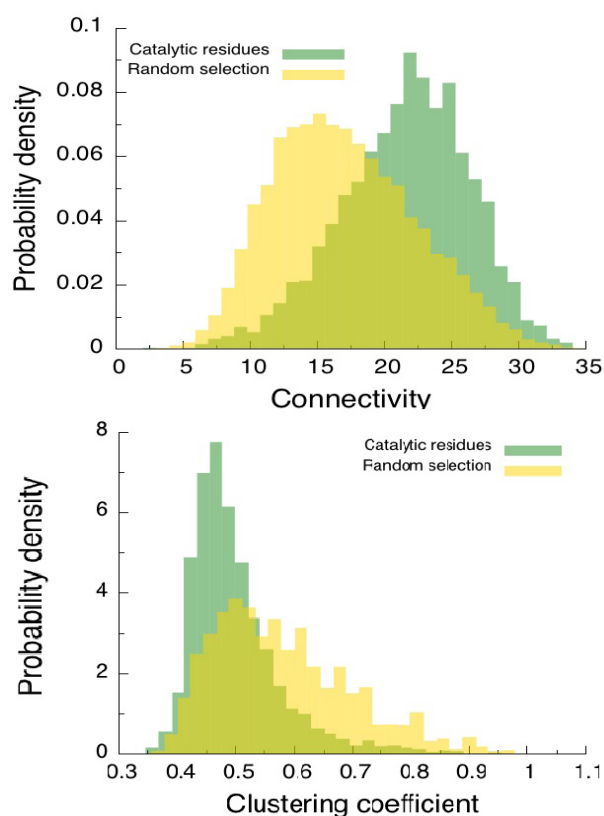 0.1
Catalytic residues
Random selection
0.08
0.06
0.04
0.02
0
Probability density
0 5 10 15 20 25 30 35
Connectivity
8
Catalytic residues
Fandom selection
6
4
2
0
Probability density
0.3 0.4 0.5 0.6 0.7 0.8 0.9 1 1.1
Clustering coefficient